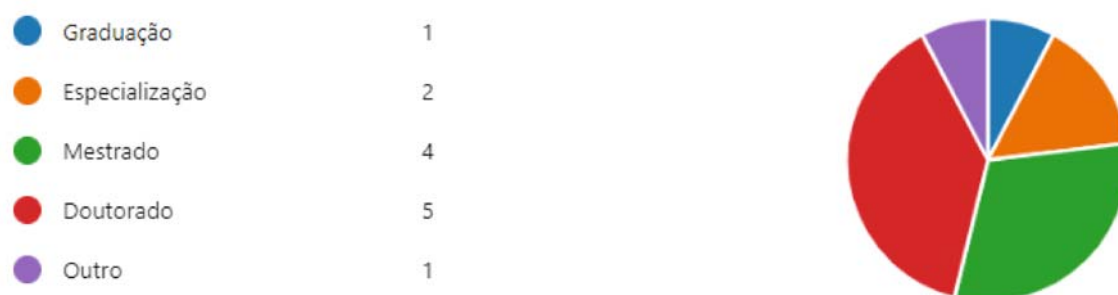 Graduação 1
Especialização 2
Mestrado 4
Doutorado 5
Outro 1